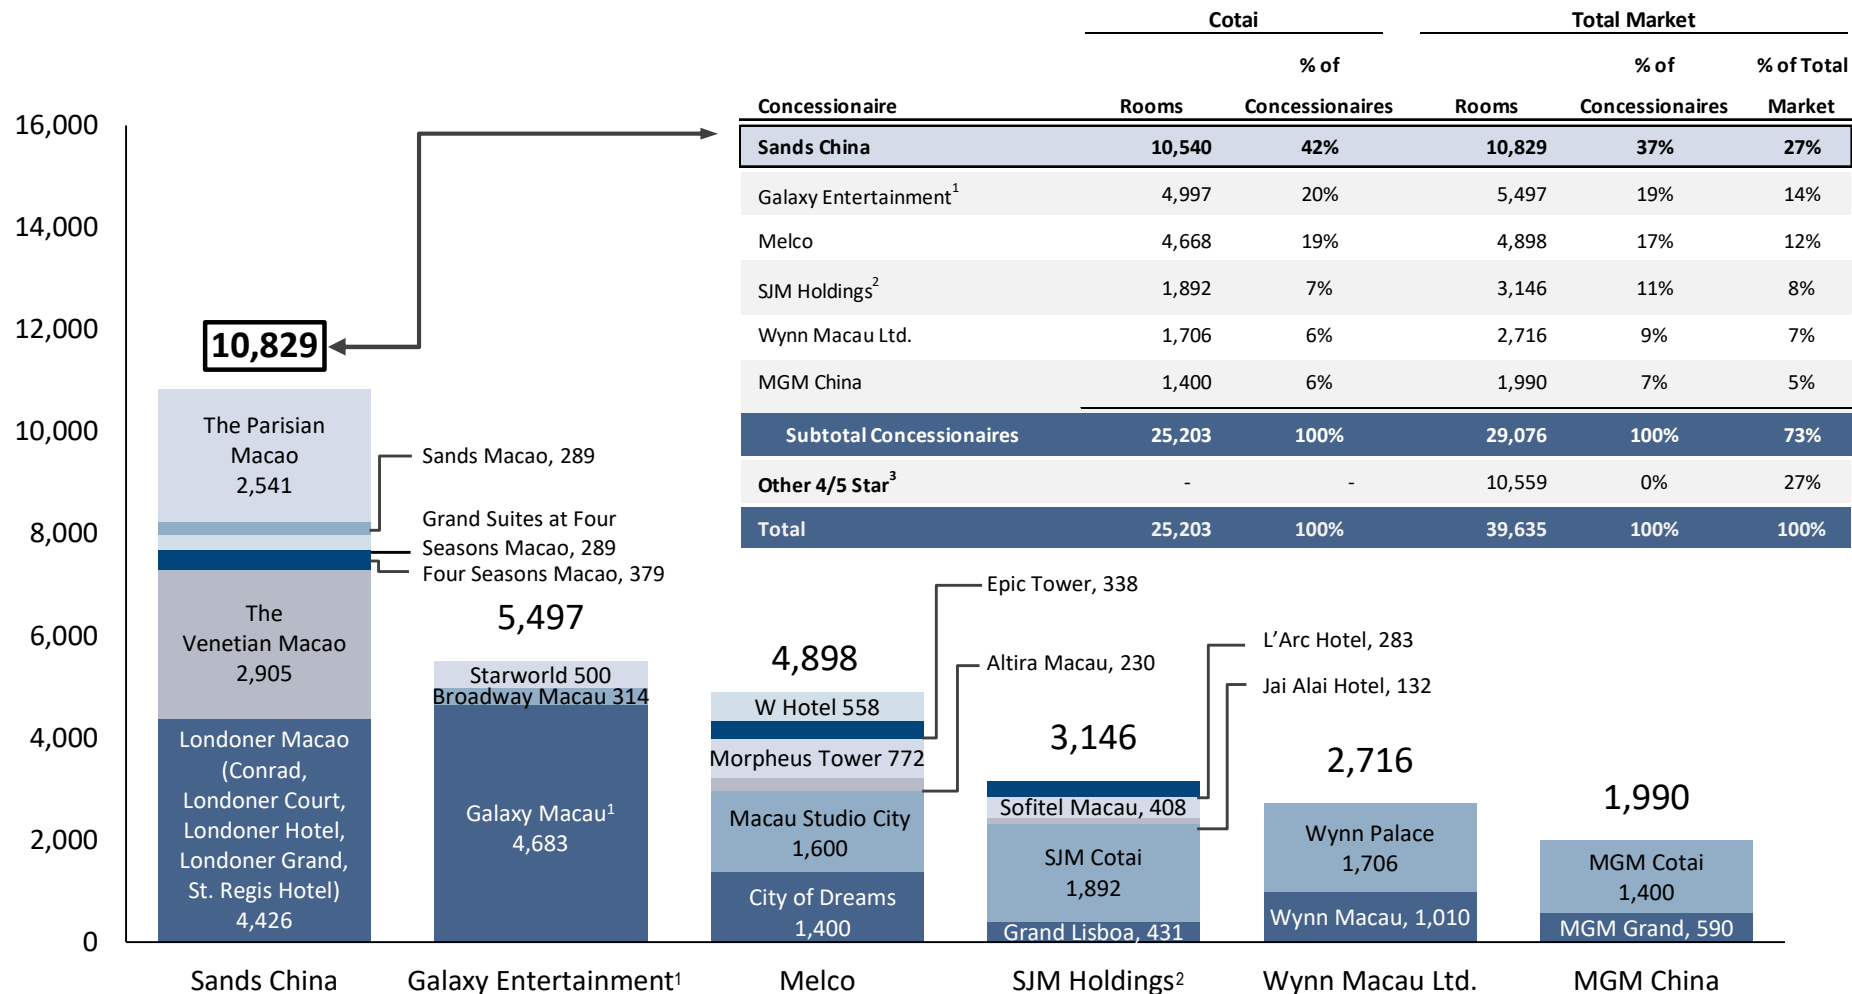 Cotai Total Market
% of % of % of Total
Concessionaire Rooms Concessionaires Rooms Concessionaires Market
Sands China 10,540 42% 10,829 37% 27%
Galaxy Entertainment1 4,997 20% 5,497 19% 14%
Melco 4,668 19% 4,898 17% 12%
SJM Holdings2 1,892 7% 3,146 11% 8%
Wynn Macau Ltd. 1,706 6% 2,716 9% 7%
MGM China 1,400 6% 1,990 7% 5%
Subtotal Concessionaires 25,203 100% 29,076 100% 73%
Other 4/5 Star3 - - 10,559 0% 27%
Total 25,203 100% 39,635 100% 100%
16,000
14,000
12,000
10,000
8,000
6,000
4,000
2,000
0
10,829
The Parisian
Macao
2,541
Sands Macao, 289
Grand Suites at Four
Seasons Macao, 289
Four Seasons Macao, 379
The
Venetian Macao
2,905
Londoner Macao
(Conrad,
Londoner Court,
Londoner Hotel,
Londoner Grand,
St. Regis Hotel)
4,426
5,497
Starworld 500
Broadway Macau 314
Galaxy Macau1
4,683
4,898
Epic Tower, 338
Altira Macau, 230
W Hotel 558
Morpheus Tower 772
Macau Studio City
1,600
City of Dreams
1,400
3,146
L’Arc Hotel, 283
Jai Alai Hotel, 132
Sofitel Macau, 408
SJM Cotai
1,892
Grand Lisboa, 431
2,716
Wynn Palace
1,706
Wynn Macau, 1,010
1,990
MGM Cotai
1,400
MGM Grand, 590
Sands China Galaxy Entertainment1 Melco SJM Holdings2 Wynn Macau Ltd. MGM China